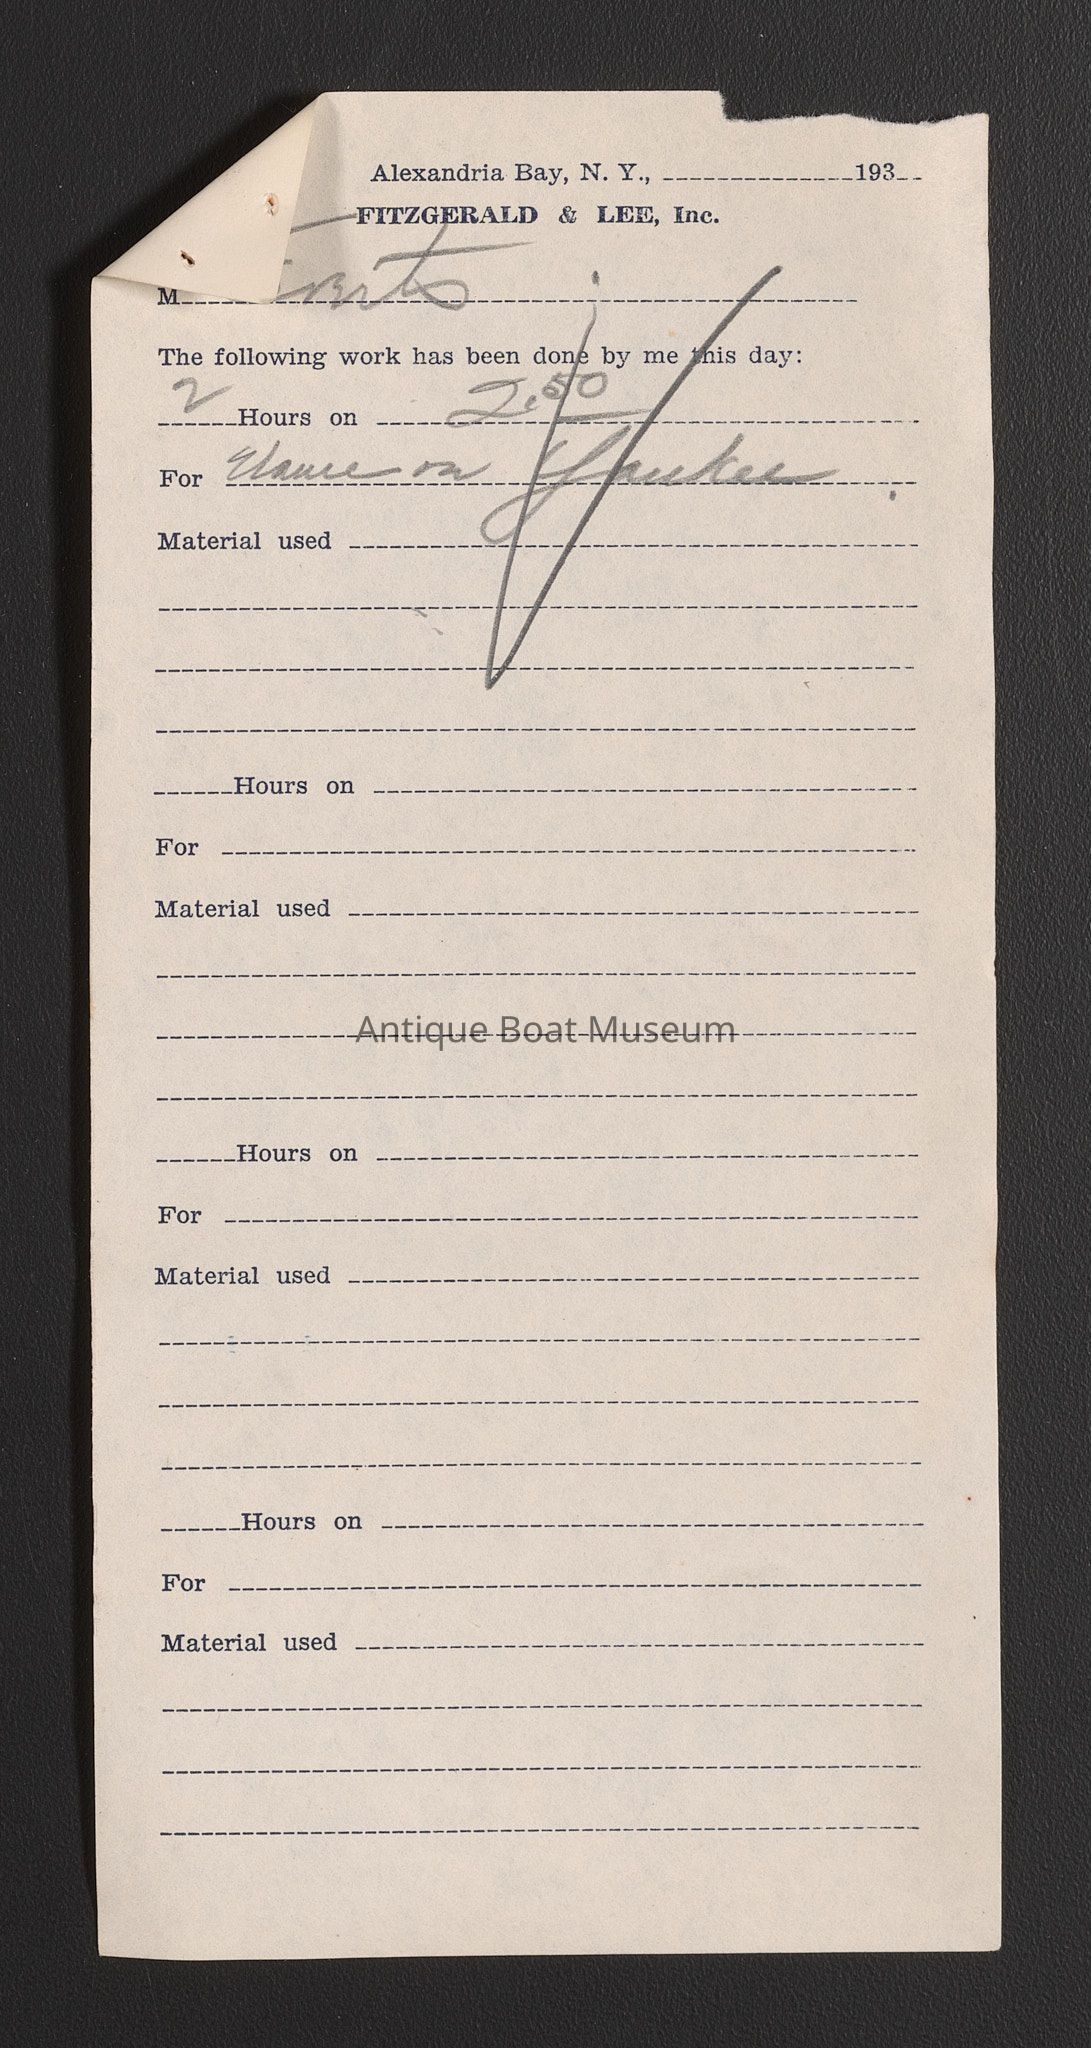 Alexandria Bay, N. Y., 193
FITZGERALD & LEE, Inc.
M
The following work has been done by me this day:
2 Hours on 2.50
For on Yankee
Material used
Hours on
For
Material used
Antique Boat Museum
Hours on
For
Material used
Hours on
For
Material used